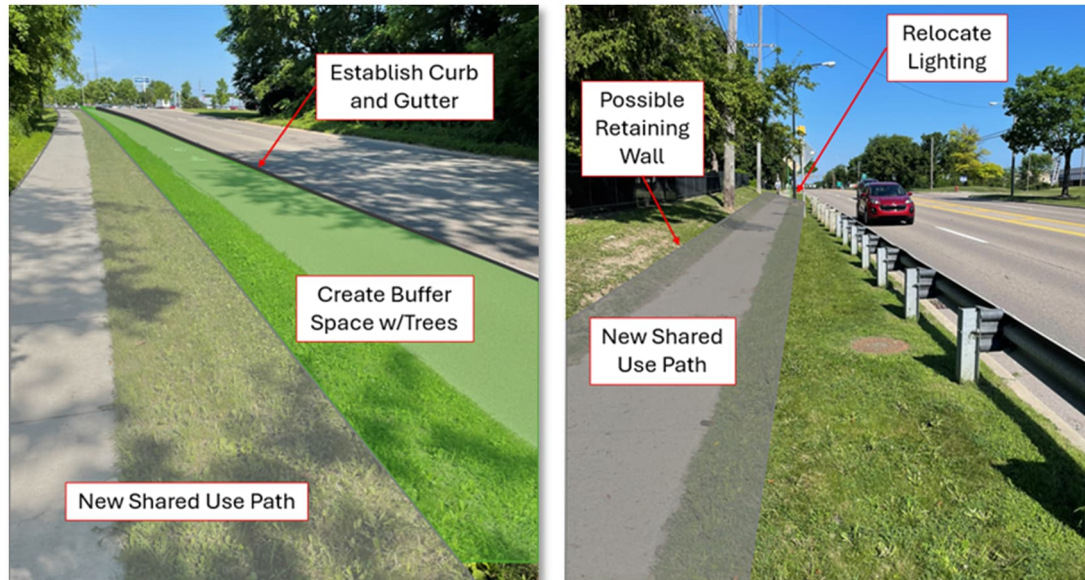 Establish Curb
and Gutter
Create Buffer
Space w/Trees
New Shared Use Path
Relocate
Lighting
Possible
Retaining
Wall
New Shared
Use Path